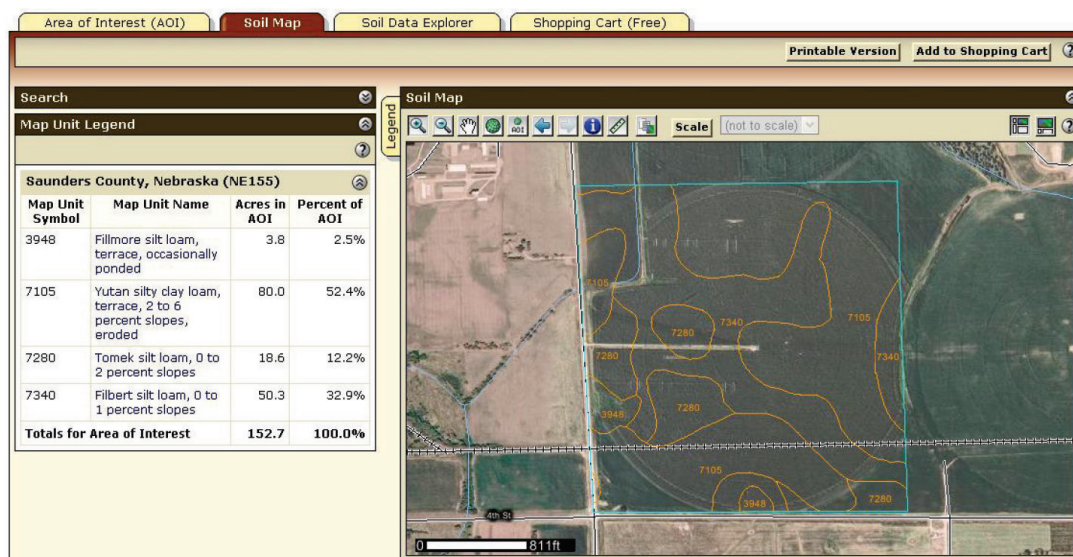 Area of Interest (AOI)
Soil Map
Soil Data Explorer
Shopping Cart (Free)
Printable Version
Add to Shopping Cart
?
Search
Map Unit Legend
?
Saunders County, Nebraska (NE155)
Map Unit Symbol
Map Unit Name
Acres in AOI
Percent of AOI
3948
Fillmore silt loam,
terrace, occasionally
ponded
3.8
2.5%
7105
Yutan silty clay loam,
terrace, 2 to 6
percent slopes,
eroded
80.0
52.4%
7280
Tomek silt loam, 0 to
2 percent slopes
18.6
12.2%
7340
Filbert silt loam, 0 to
1 percent slopes
50.3
32.9%
Totals for Area of Interest
152.7
100.0%
Legend
Soil Map
AOI
i
Scale
(not to scale)
?
7105
7105
7280
7340
7280
7340
3948
7280
7105
3948
7280
4th St
0
811ft